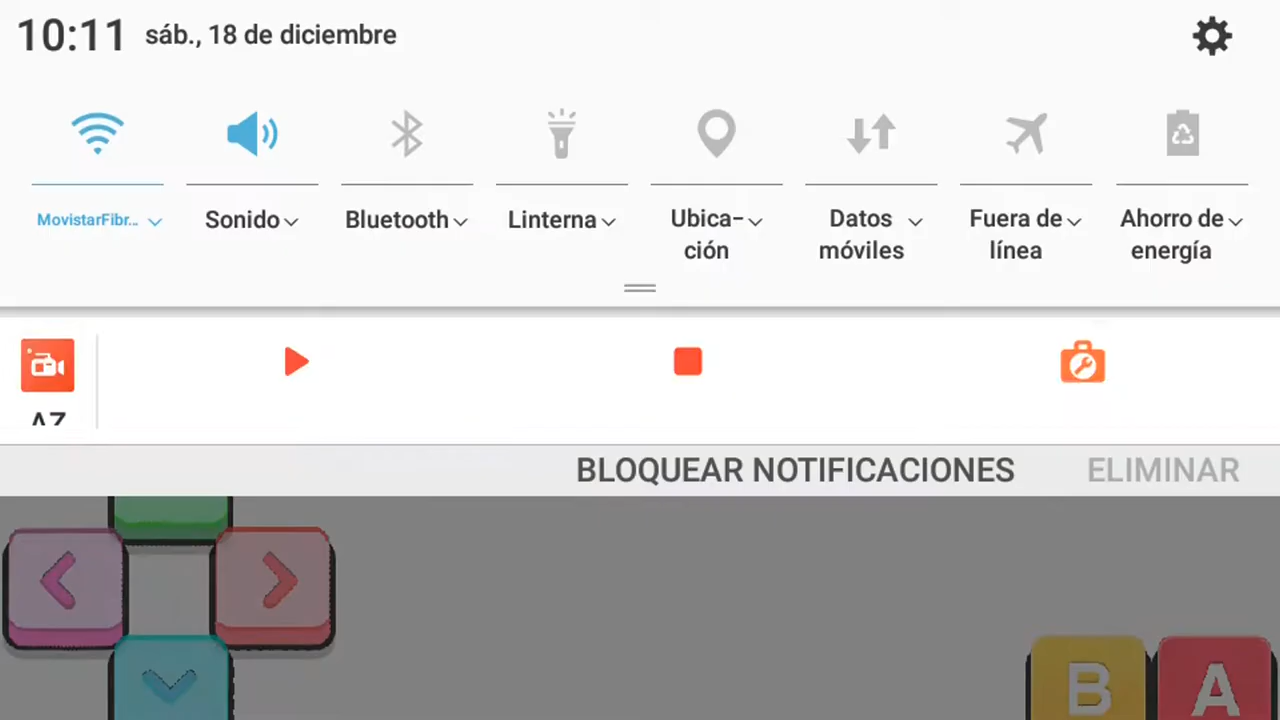 10:11 sáb., 18 de diciembre
MovistarFibr... Sonido Bluetooth Linterna Ubica- Datos Fuera de Ahorro de
ción móviles línea energía
AZ
BLOQUEAR NOTIFICACIONES ELIMINAR
B A